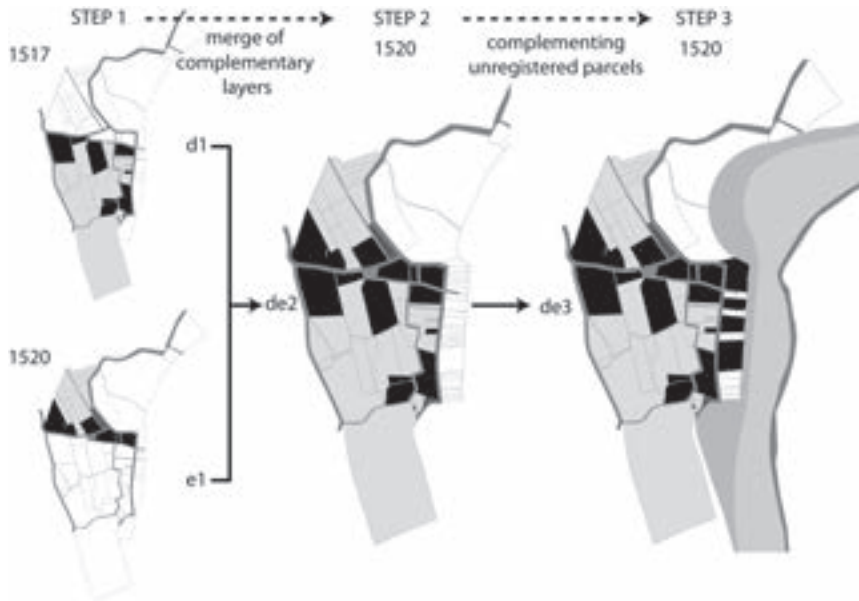 STEP 1
STEP 2
STEP 3
merge of
complementary
layers
1520
complementing
unregistered parcels
1520
1517
d1
de2
de3
1520
e1